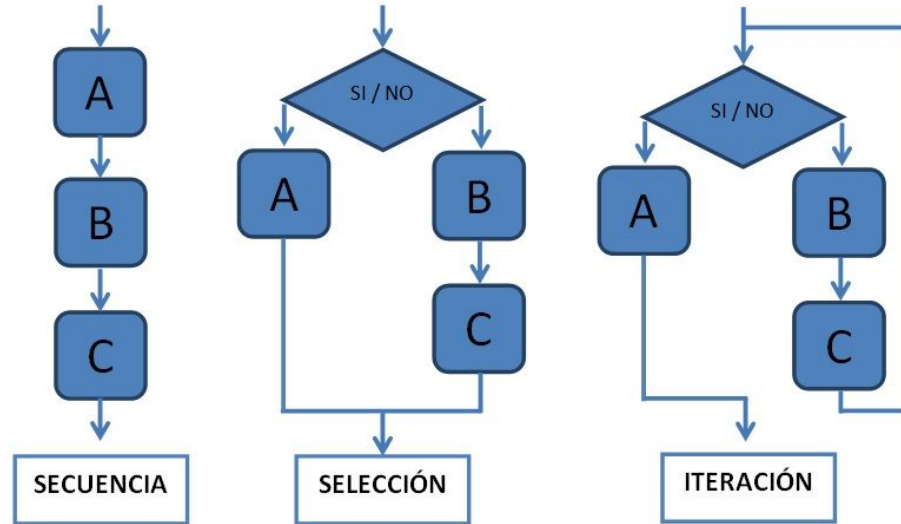 A
B
C
SECUENCIA
SI / NO
A
B
C
SELECCIÓN
SI / NO
A
B
C
ITERACIÓN